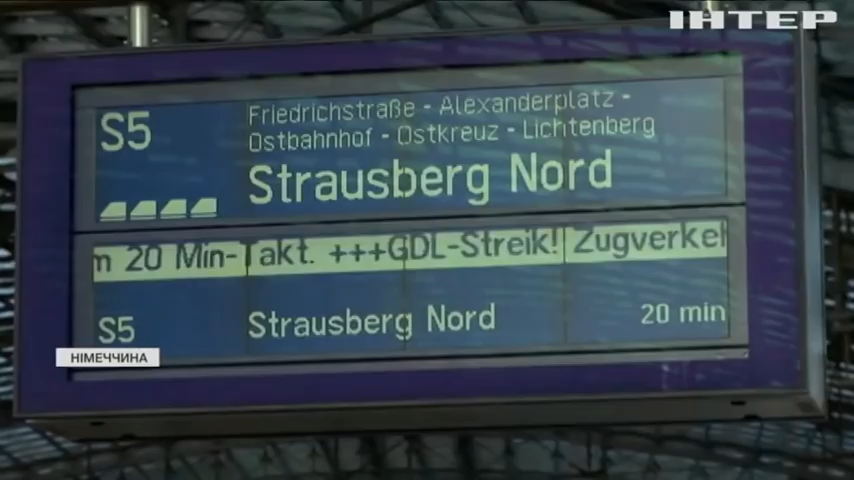 ІНТЕР
S5
Friedrichstraße - Alexanderplatz -
Ostbahnhof - Ostkreuz - Lichtenberg
Strausberg Nord
m 20 Min-Takt. +++GDL-Streik! Zugverkeh
S5 Strausberg Nord 20 min
НІМЕЧЧИНА